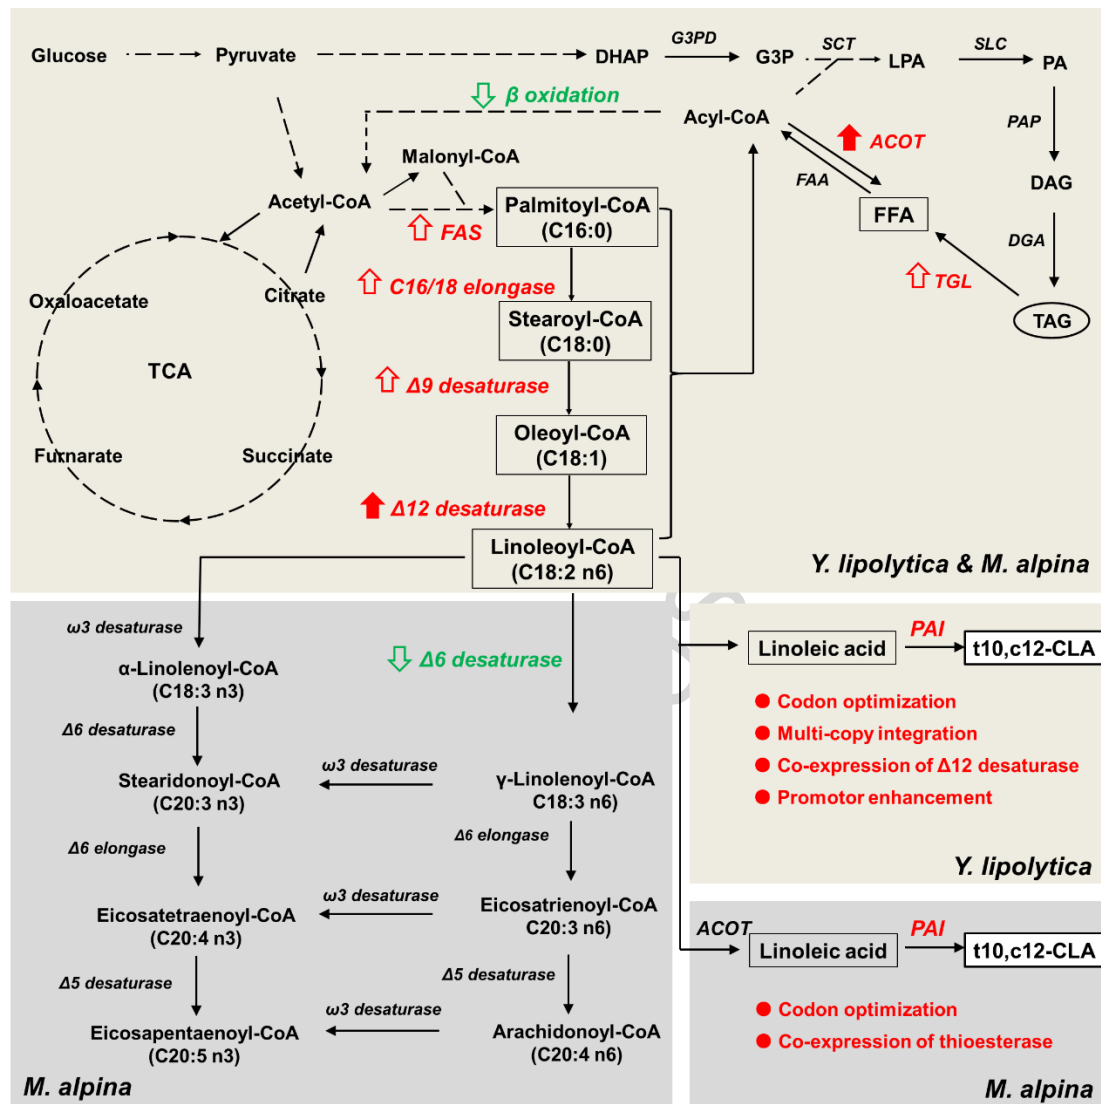 Glucose
Pyruvate
DHAP
G3PD
G3P
SCT
LPA
SLC
PA
β oxidation
Acyl-CoA
ACOT
PAP
Malonyl-CoA
FAA
Acetyl-CoA
DAG
Palmitoyl-CoA
(C16:0)
FFA
FAS
DGA
C16/18 elongase
TGL
Oxaloacetate
Citrate
Stearoyl-CoA
(C18:0)
TAG
TCA
Δ9 desaturase
Oleoyl-CoA
(C18:1)
Furnarate
Succinate
Δ12 desaturase
Linoleoyl-CoA
(C18:2 n6)
Y. lipolytica & M. alpina
ω3 desaturase
Δ6 desaturase
α-Linolenoyl-CoA
(C18:3 n3)
Δ6 desaturase
Stearidonoyl-CoA
(C20:3 n3)
ω3 desaturase
γ-Linolenoyl-CoA
C18:3 n6)
Δ6 elongase
Δ6 elongase
Eicosatetraenoyl-CoA
(C20:4 n3)
ω3 desaturase
Eicosatrienoyl-CoA
C20:3 n6)
Δ5 desaturase
Δ5 desaturase
Eicosapentaenoyl-CoA
(C20:5 n3)
ω3 desaturase
Arachidonoyl-CoA
(C20:4 n6)
M. alpina
Linoleic acid
PAI
t10,c12-CLA
Codon optimization
Multi-copy integration
Co-expression of Δ12 desaturase
Promotor enhancement
Y. lipolytica
ACOT
Linoleic acid
PAI
t10,c12-CLA
Codon optimization
Co-expression of thioesterase
M. alpina